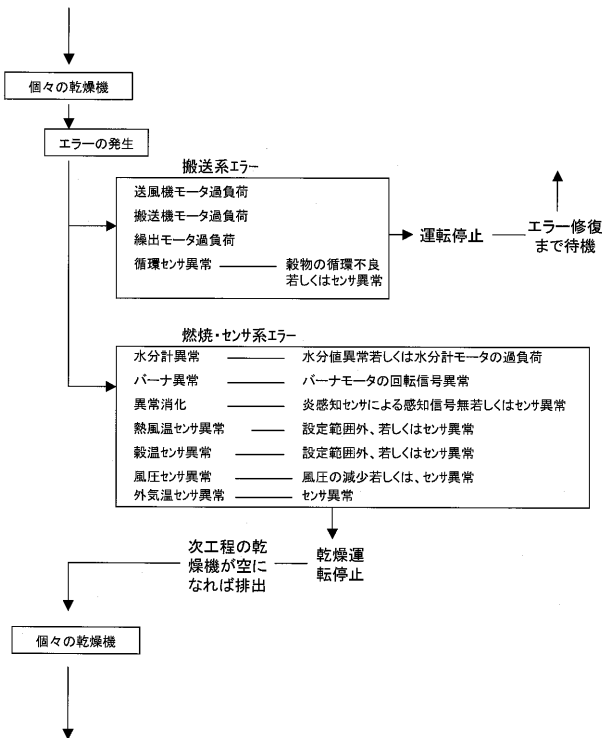 個々の乾燥機
エラーの発生
搬送系エラー
送風機モータ過負荷
搬送機モータ過負荷
繰出モータ過負荷
循環センサ異常 穀物の循環不良
若しくはセンサ異常
運転停止
エラー修復
まで待機
燃焼・センサ系エラー
水分計異常 水分値異常若しくは水分計モータの過負荷
バーナ異常 バーナモータの回転信号異常
異常消化 炎感知センサによる感知信号無若しくはセンサ異常
熱風温センサ異常 設定範囲外、若しくはセンサ異常
穀温センサ異常 設定範囲外、若しくはセンサ異常
風圧センサ異常 風圧の減少若しくは、センサ異常
外気温センサ異常 センサ異常
乾燥運
転停止
次工程の乾
燥機が空に
なれば排出
個々の乾燥機